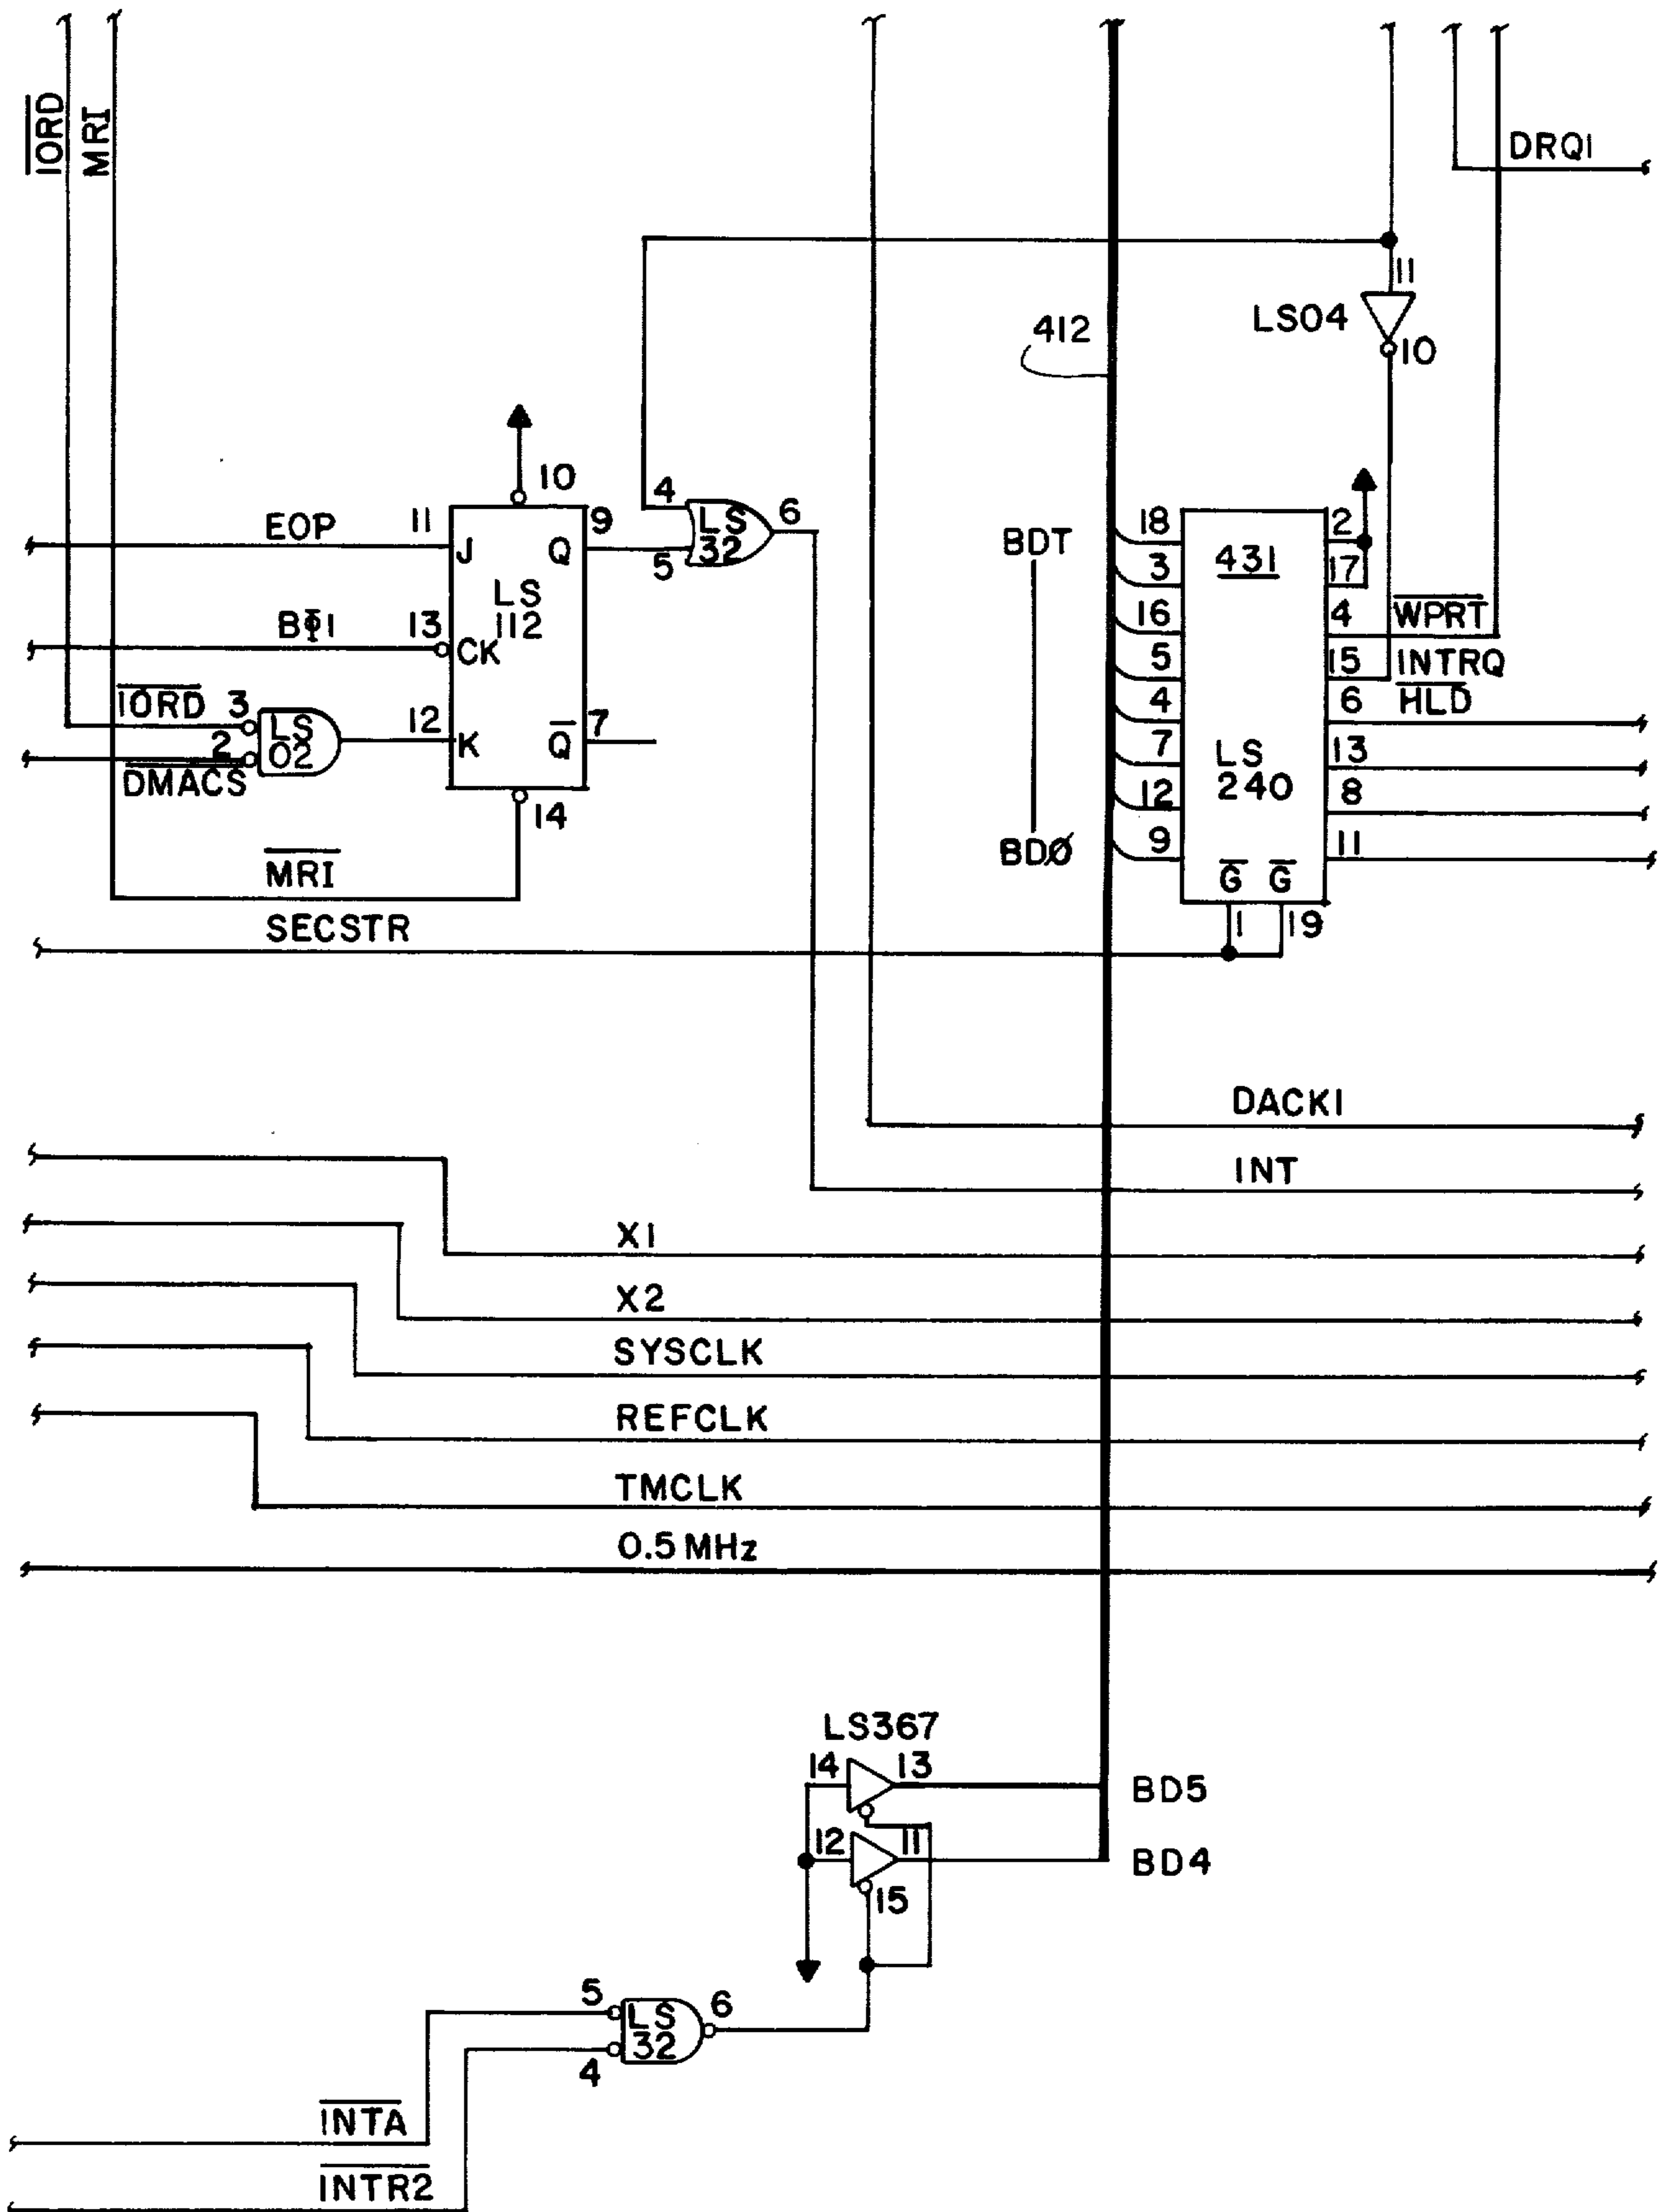 IORD
MRI
DRQ1
11
LS04
10
412
10
EOP
11
J
Q
9
4
5
LS
32
6
LS
112
BΦ1
13
CK
IORD
3
2
LS
02
DMACS
12
K
Q
7
14
MRI
SECSTR
BDT
BDØ
18
3
16
5
4
7
12
9
431
LS
240
G G
1
19
2
17
4
WPRT
15
INTRQ
6
HLD
13
8
11
DACK1
INT
X1
X2
SYSCLK
REFCLK
TMCLK
0.5 MHz
LS367
14
13
BD5
12
11
BD4
15
5
LS
32
6
4
INTA
INTR2